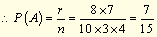 ∴ P(A) = r/n = (8 × 7)/(10 × 3 × 4) = 7/15